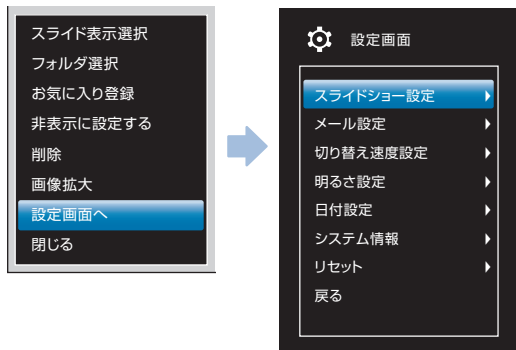 スライド表示選択
フォルダ選択
お気に入り登録
非表示に設定する
削除
画像拡大
設定画面へ
閉じる
設定画面
スライドショー設定
メール設定
切り替え速度設定
明るさ設定
日付設定
システム情報
リセット
戻る